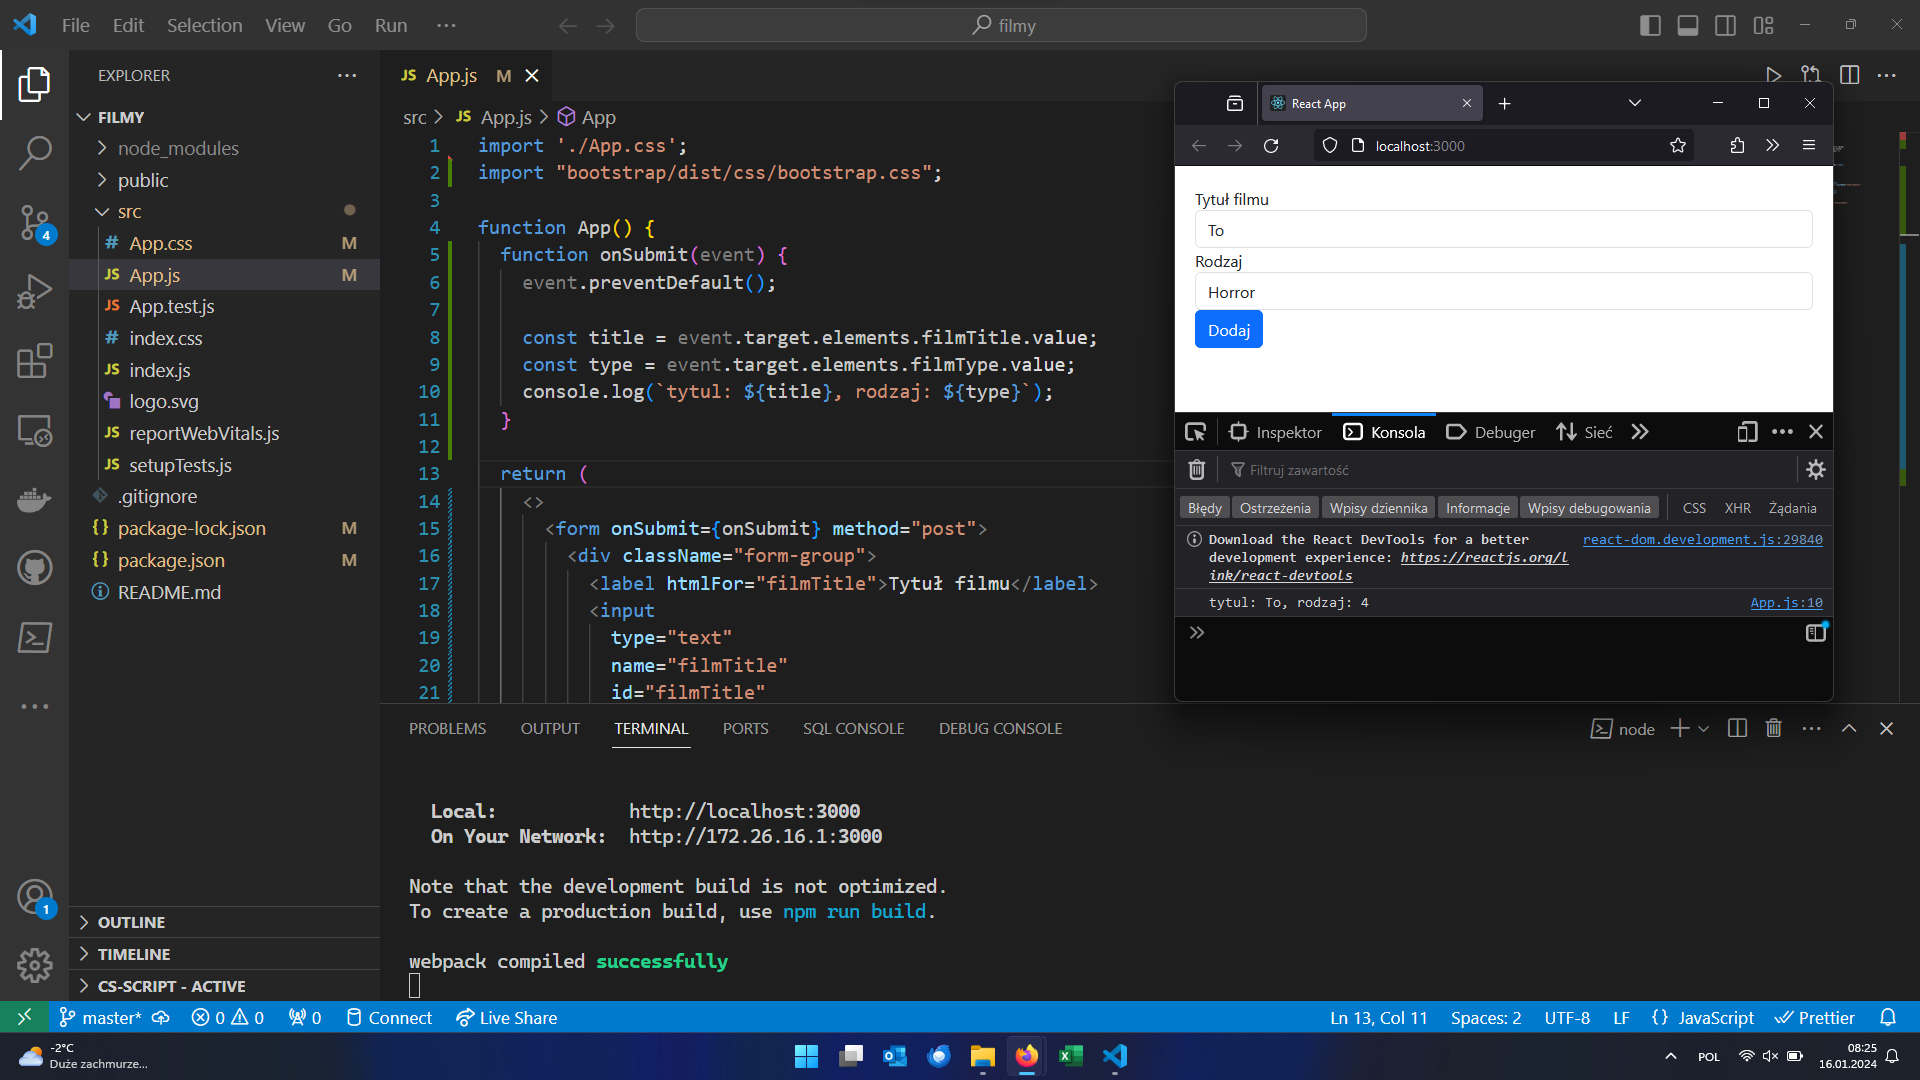 File Edit Selection View Go Run ···
filmy
EXPLORER
FILMY
node_modules
public
src
# App.css M
JS App.js M
JS App.test.js
# index.css
JS index.js
logo.svg
JS reportWebVitals.js
JS setupTests.js
.gitignore
{} package-lock.json M
{} package.json M
README.md
4
1
OUTLINE
TIMELINE
CS-SCRIPT - ACTIVE
JS App.js M
src > JS App.js > App
1 import './App.css';
2 import "bootstrap/dist/css/bootstrap.css";
3
4 function App() {
5 function onSubmit(event) {
6 event.preventDefault();
7
8 const title = event.target.elements.filmTitle.value;
9 const type = event.target.elements.filmType.value;
10 console.log(`tytul: ${title}, rodzaj: ${type}`);
11 }
12
13 return (
14 <>
15 <form onSubmit={onSubmit} method="post">
16 <div className="form-group">
17 <label htmlFor="filmTitle">Tytuł filmu</label>
18 <input
19 type="text"
20 name="filmTitle"
21 id="filmTitle"
React App
localhost:3000
Tytuł filmu
To
Rodzaj
Horror
Dodaj
Inspektor Konsola Debuger Sieć
Filtruj zawartość
Błędy Ostrzeżenia Wpisy dziennika Informacje Wpisy debugowania CSS XHR Żądania
Download the React DevTools for a better react-dom.development.js:29840
development experience: https://reactjs.org/l
ink/react-devtools
tytul: To, rodzaj: 4 App.js:10
PROBLEMS OUTPUT TERMINAL PORTS SQL CONSOLE DEBUG CONSOLE
node
Local: http://localhost:3000
On Your Network: http://172.26.16.1:3000
Note that the development build is not optimized.
To create a production build, use npm run build.
webpack compiled successfully
master* 0 0 0 Connect Live Share
Ln 13, Col 11 Spaces: 2 UTF-8 LF {} JavaScript Prettier
-2°C
Duże zachmurze...
POL
08:25
16.01.2024